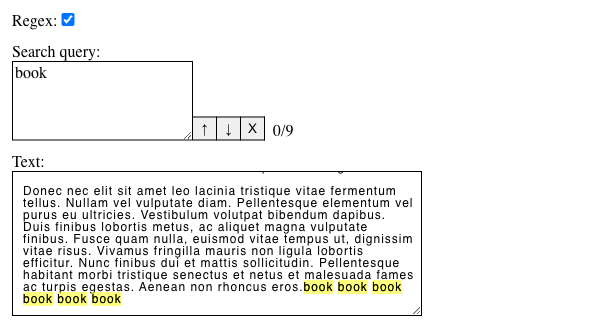 Regex:
Search query:
book
↑ ↓ X 0/9
Text:
Donec nec elit sit amet leo lacinia tristique vitae fermentum
tellus. Nullam vel vulputate diam. Pellentesque elementum vel
purus eu ultricies. Vestibulum volutpat bibendum dapibus.
Duis finibus lobortis metus, ac aliquet magna vulputate
finibus. Fusce quam nulla, euismod vitae tempus ut, dignissim
vitae risus. Vivamus fringilla mauris non ligula lobortis
efficitur. Nunc finibus dui et mattis sollicitudin. Pellentesque
habitant morbi tristique senectus et netus et malesuada fames
ac turpis egestas. Aenean non rhoncus eros.book book book
book book book